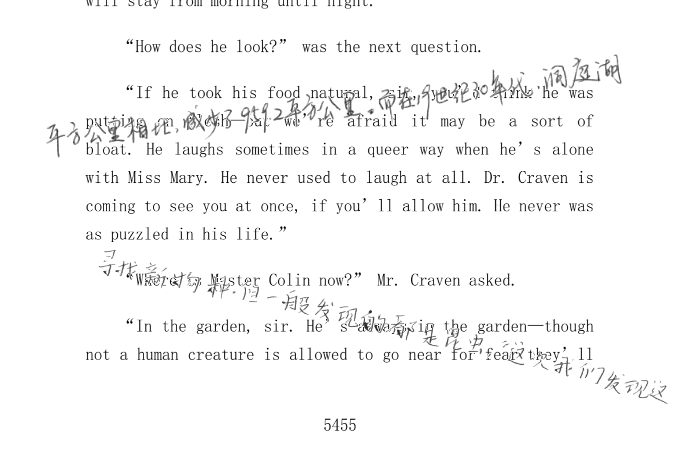 will stay from morning until night.
“How does he look?” was the next question.
“If he took his food natural, sir, you’d think he was
putting on flesh—but we’re afraid it may be a sort of
bloat. He laughs sometimes in a queer way when he’s alone
with Miss Mary. He never used to laugh at all. Dr. Craven is
coming to see you at once, if you’ll allow him. He never was
as puzzled in his life.”
“Where is Master Colin now?” Mr. Craven asked.
“In the garden, sir. He’s always in the garden—though
not a human creature is allowed to go near for fear they’ll
5455
平方公里相比,减少了9592平方公里。而在19世纪30年代,洞庭湖
寻找新的物种.但一般发现的都是昆虫,这次我们发现这